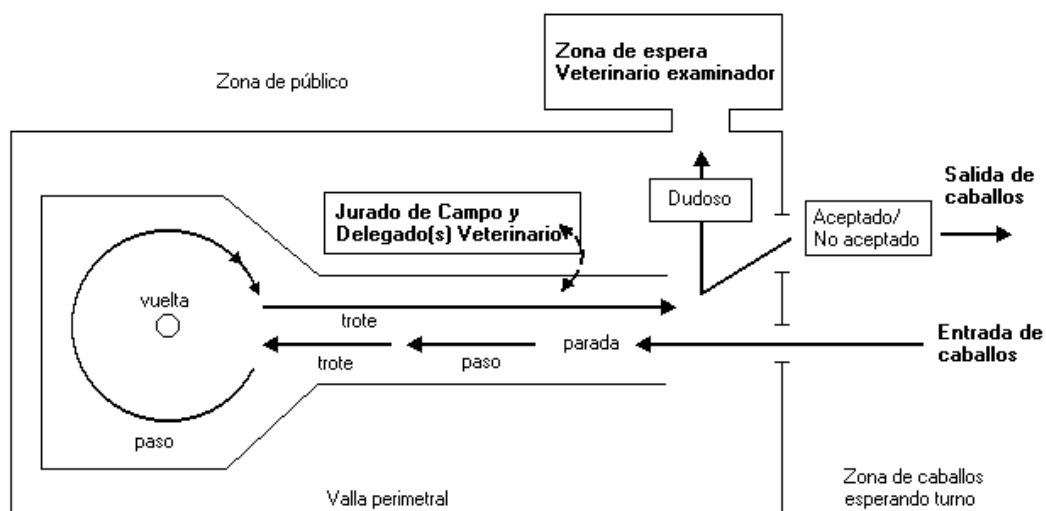 Zona de espera
Veterinario examinador
Zona de público
Dudoso
Salida de
caballos
Jurado de Campo y
Delegado(s) Veterinario
Aceptado/
No aceptado
vuelta
trote
Entrada de
caballos
parada
trote
paso
paso
Valla perimetral
Zona de caballos
esperando turno